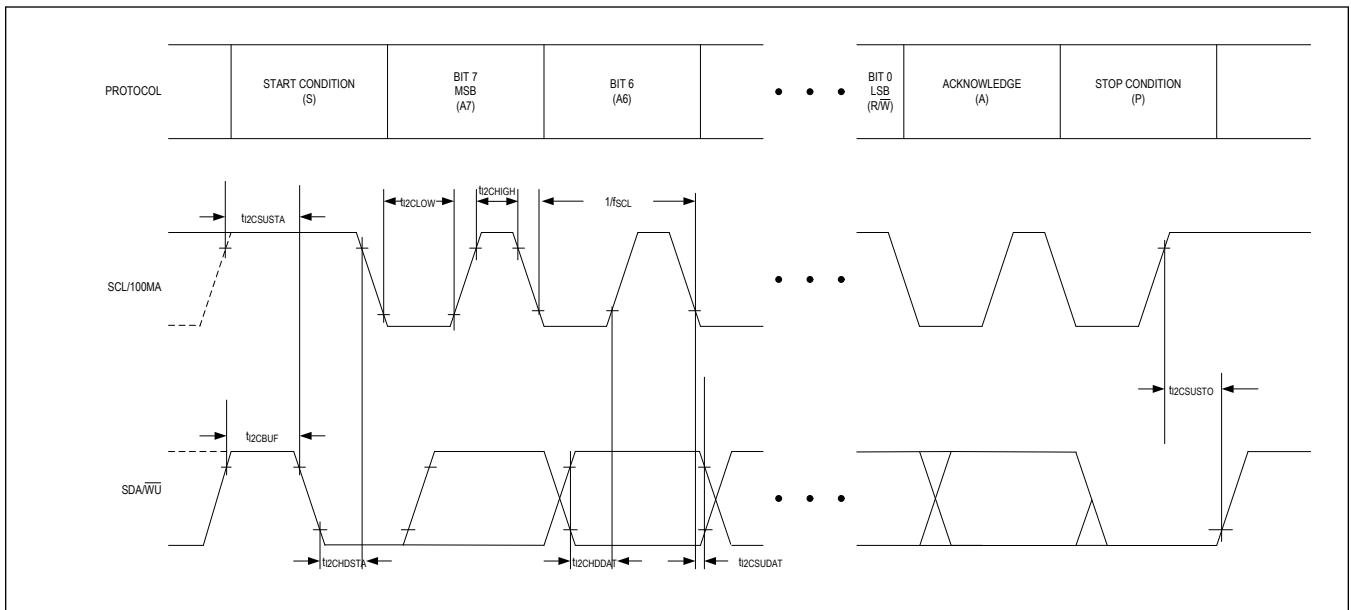 PROTOCOL
START CONDITION
(S)
BIT 7
MSB
(A7)
BIT 6
(A6)
BIT 0
LSB
(R/W̅)
ACKNOWLEDGE
(A)
STOP CONDITION
(P)
tI2CSUSTA
tI2CLOW
tI2CHIGH
1/fSCL
SCL/100MA
tI2CSUSTO
tI2CBUF
SDA/W̅U̅
tI2CHDSTA
tI2CHDDAT
tI2CSUDAT